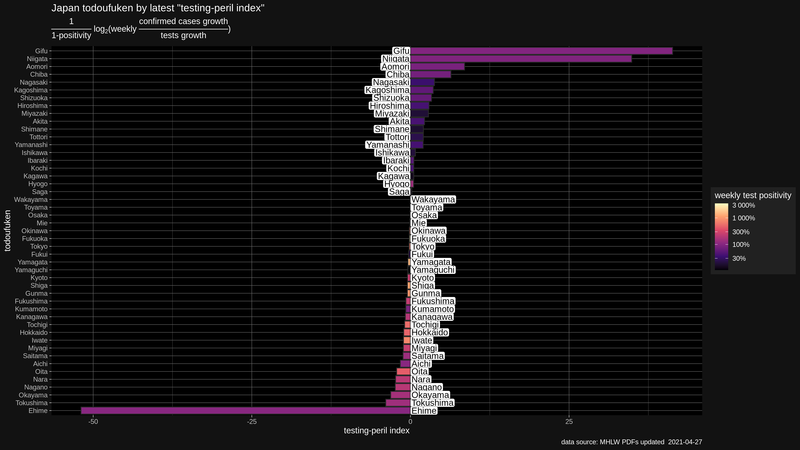 Japan todoufuken by latest "testing-peril index"
1 confirmed cases growth
log₂(weekly )
1-positivity tests growth
Gifu Gifu
Niigata Niigata
Aomori Aomori
Chiba Chiba
Nagasaki Nagasaki
Kagoshima Kagoshima
Shizuoka Shizuoka
Hiroshima Hiroshima
Miyazaki Miyazaki
Akita Akita
Shimane Shimane
Tottori Tottori
Yamanashi Yamanashi
Ishikawa Ishikawa
Ibaraki Ibaraki
Kochi Kochi
Kagawa Kagawa
Hyogo Hyogo
Saga Saga
Wakayama Wakayama
Toyama Toyama
Osaka Osaka
Mie Mie
Okinawa Okinawa
Fukuoka Fukuoka
Tokyo Tokyo
Fukui Fukui
Yamagata Yamagata
Yamaguchi Yamaguchi
Kyoto Kyoto
Shiga Shiga
Gunma Gunma
Fukushima Fukushima
Kumamoto Kumamoto
Kanagawa Kanagawa
Tochigi Tochigi
Hokkaido Hokkaido
Iwate Iwate
Miyagi Miyagi
Saitama Saitama
Aichi Aichi
Oita Oita
Nara Nara
Nagano Nagano
Okayama Okayama
Tokushima Tokushima
Ehime Ehime
todoufuken
-50 -25 0 25
testing-peril index
weekly test positivity
3 000%
1 000%
300%
100%
30%
data source: MHLW PDFs updated 2021-04-27